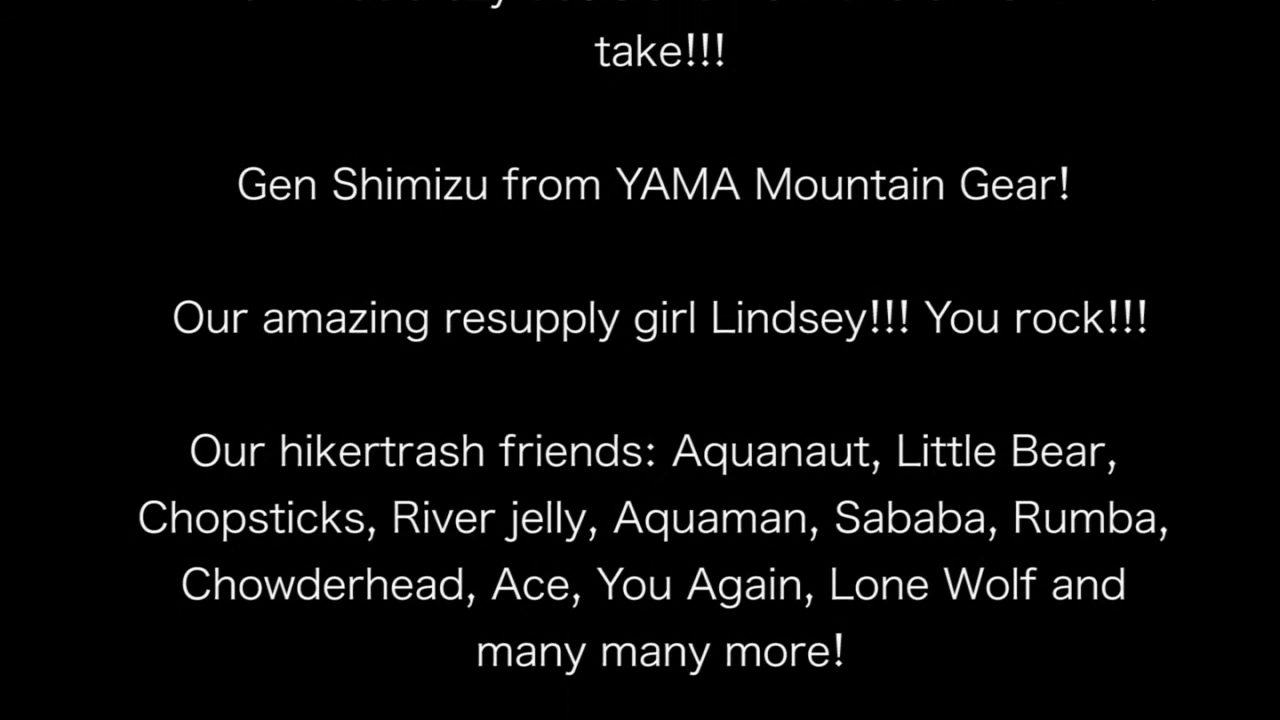 take!!!
Gen Shimizu from YAMA Mountain Gear!
Our amazing resupply girl Lindsey!!! You rock!!!
Our hikertrash friends: Aquanaut, Little Bear,
Chopsticks, River jelly, Aquaman, Sababa, Rumba,
Chowderhead, Ace, You Again, Lone Wolf and
many many more!